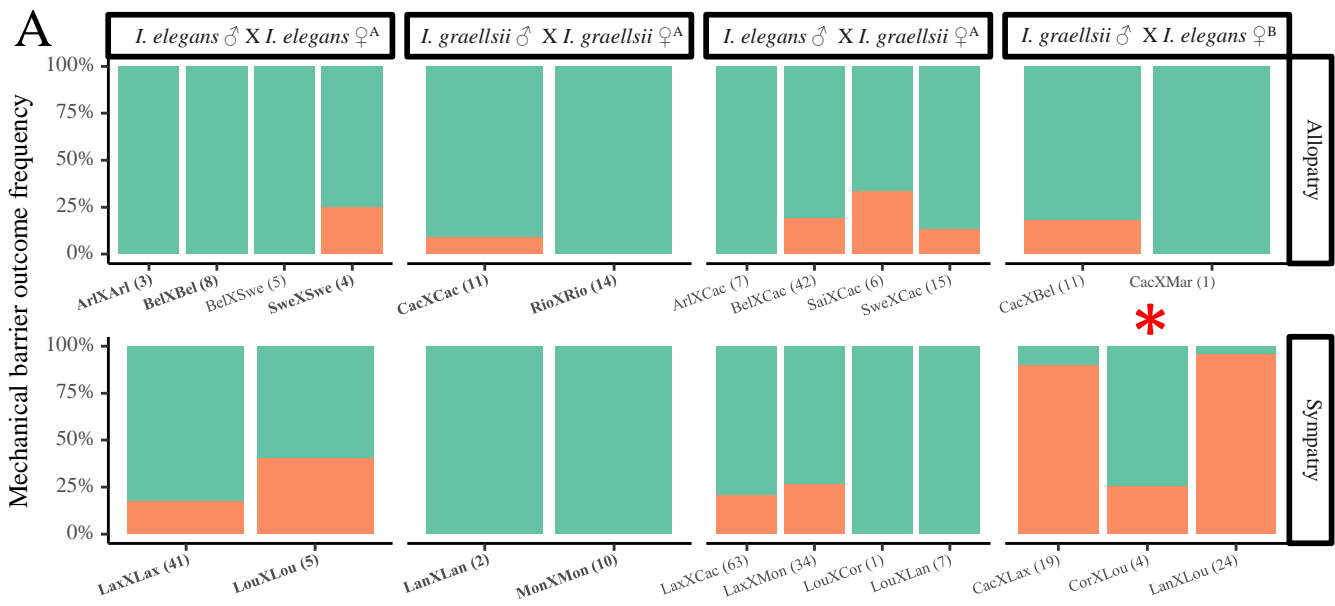 A
I. elegans ♂ X I. elegans ♀ᴬ
I. graellsii ♂ X I. graellsii ♀ᴬ
I. elegans ♂ X I. graellsii ♀ᴬ
I. graellsii ♂ X I. elegans ♀ᴮ
Mechanical barrier outcome frequency
100%
75%
50%
25%
0%
ArlXArl (3)
BelXBel (8)
BelXSwe (5)
SweXSwe (4)
CacXCac (11)
RioXRio (14)
ArlXCac (7)
BelXCac (42)
SaiXCac (6)
SweXCac (15)
CacXBel (11)
CacXMar (1)
Allopatry
100%
75%
50%
25%
0%
*
LaxXLax (41)
LouXLou (5)
LanXLan (2)
MonXMon (10)
LaxXCac (63)
LaxXMon (34)
LouXCor (1)
LouXLan (7)
CacXLax (19)
CorXLou (4)
LanXLou (24)
Sympatry